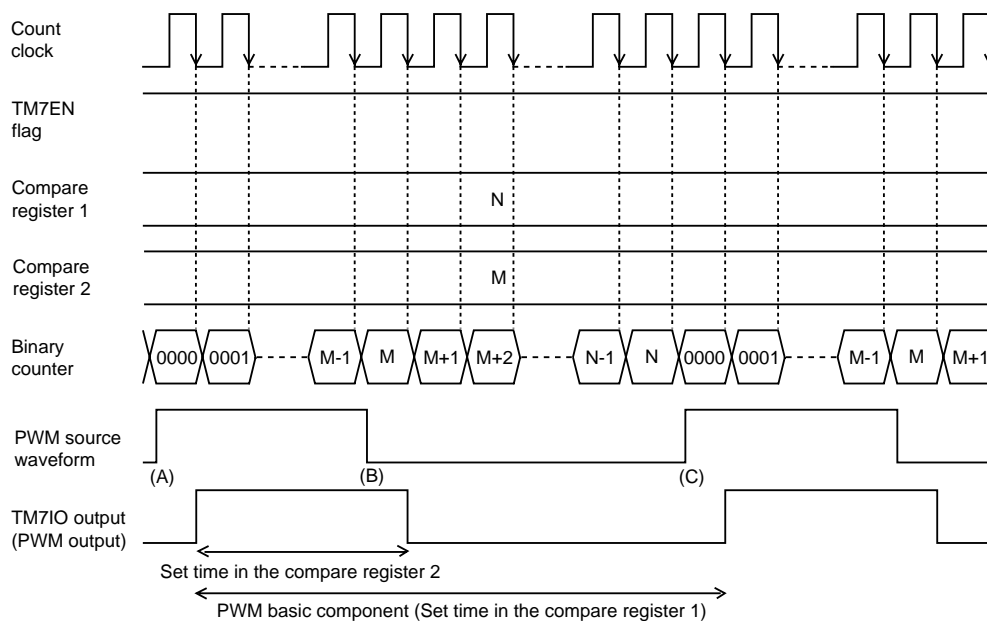 Count
clock
TM7EN
flag
Compare
register 1
N
Compare
register 2
M
Binary
counter
0000 0001 M-1 M M+1 M+2 N-1 N 0000 0001 M-1 M M+1
PWM source
waveform
(A) (B) (C)
TM7IO output
(PWM output)
Set time in the compare register 2
PWM basic component (Set time in the compare register 1)